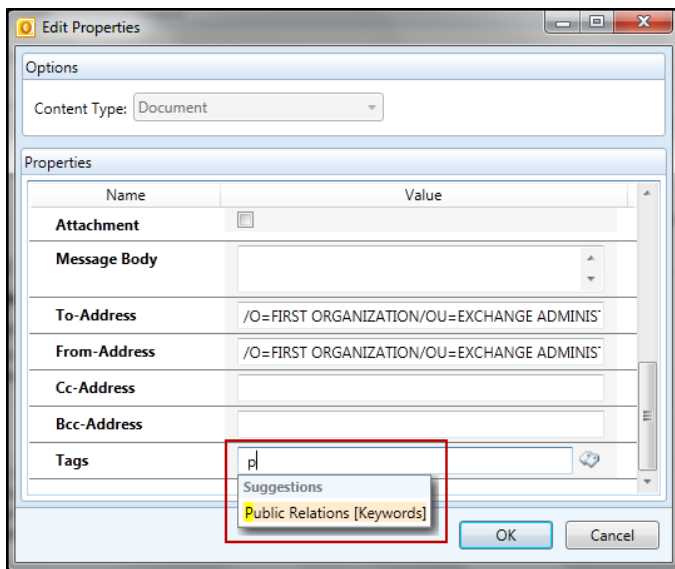 Edit Properties
Options
Content Type: Document
Properties
Name Value
Attachment
Message Body
To-Address /O=FIRST ORGANIZATION/OU=EXCHANGE ADMINIS
From-Address /O=FIRST ORGANIZATION/OU=EXCHANGE ADMINIS
Cc-Address
Bcc-Address
Tags p
Suggestions
Public Relations [Keywords]
OK Cancel